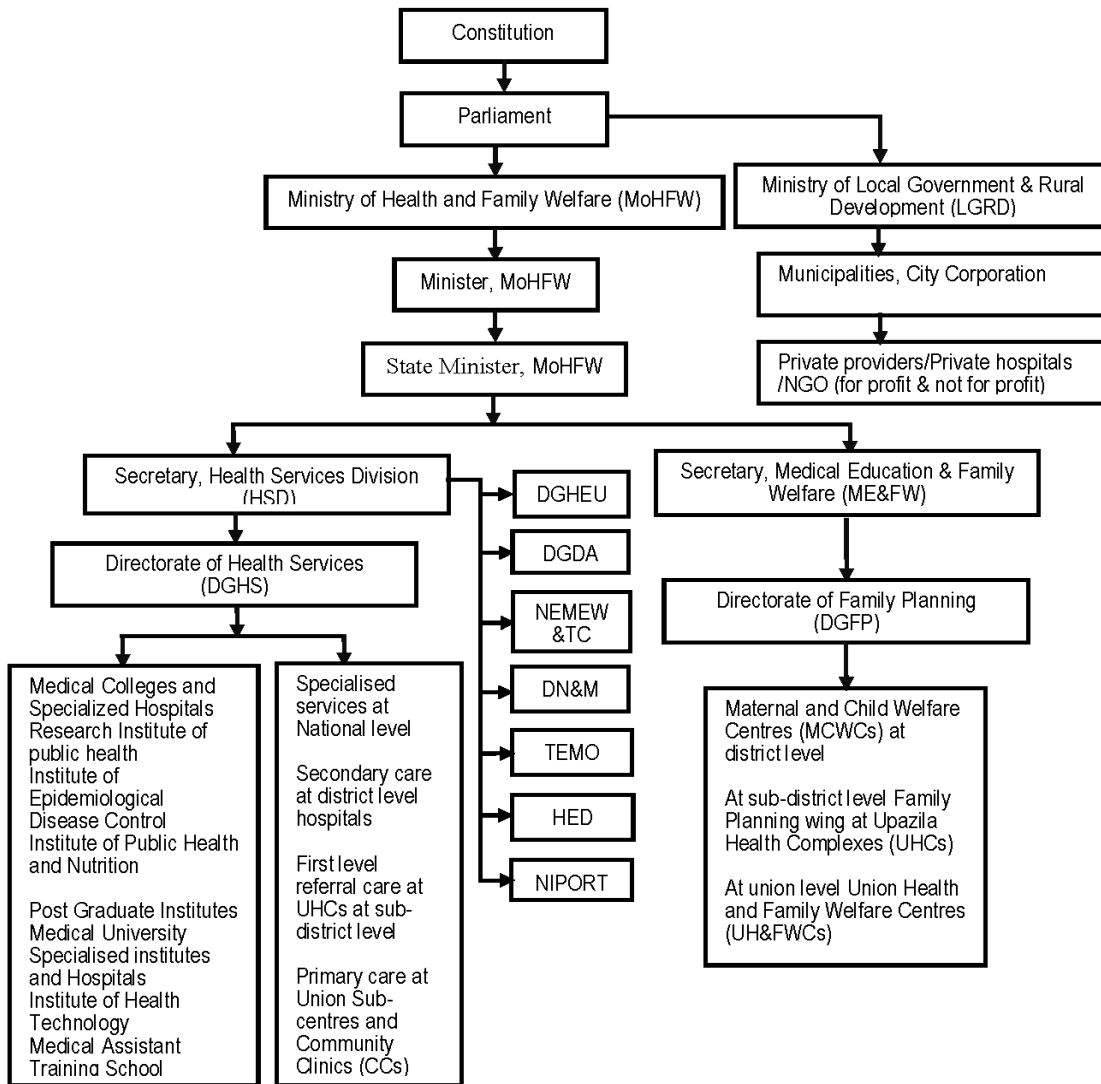 Constitution
Parliament
Ministry of Health and Family Welfare (MoHFW)
Ministry of Local Government & Rural
Development (LGRD)
Minister, MoHFW
Municipalities, City Corporation
State Minister, MoHFW
Private providers/Private hospitals
/NGO (for profit & not for profit)
Secretary, Health Services Division
(HSD)
Secretary, Medical Education & Family
Welfare (ME&FW)
Directorate of Health Services
(DGHS)
DGHEU
DGDA
NEMEW
&TC
DN&M
TEMO
HED
NIPORT
Directorate of Family Planning
(DGFP)
Medical Colleges and
Specialized Hospitals
Research Institute of
public health
Institute of
Epidemiological
Disease Control
Institute of Public Health
and Nutrition
Post Graduate Institutes
Medical University
Specialised institutes
and Hospitals
Institute of Health
Technology
Medical Assistant
Training School
Specialised
services at
National level
Secondary care
at district level
hospitals
First level
referral care at
UHCs at sub-
district level
Primary care at
Union Sub-
centres and
Community
Clinics (CCs)
Maternal and Child Welfare
Centres (MCWCs) at
district level
At sub-district level Family
Planning wing at Upazila
Health Complexes (UHCs)
At union level Union Health
and Family Welfare Centres
(UH&FWCs)